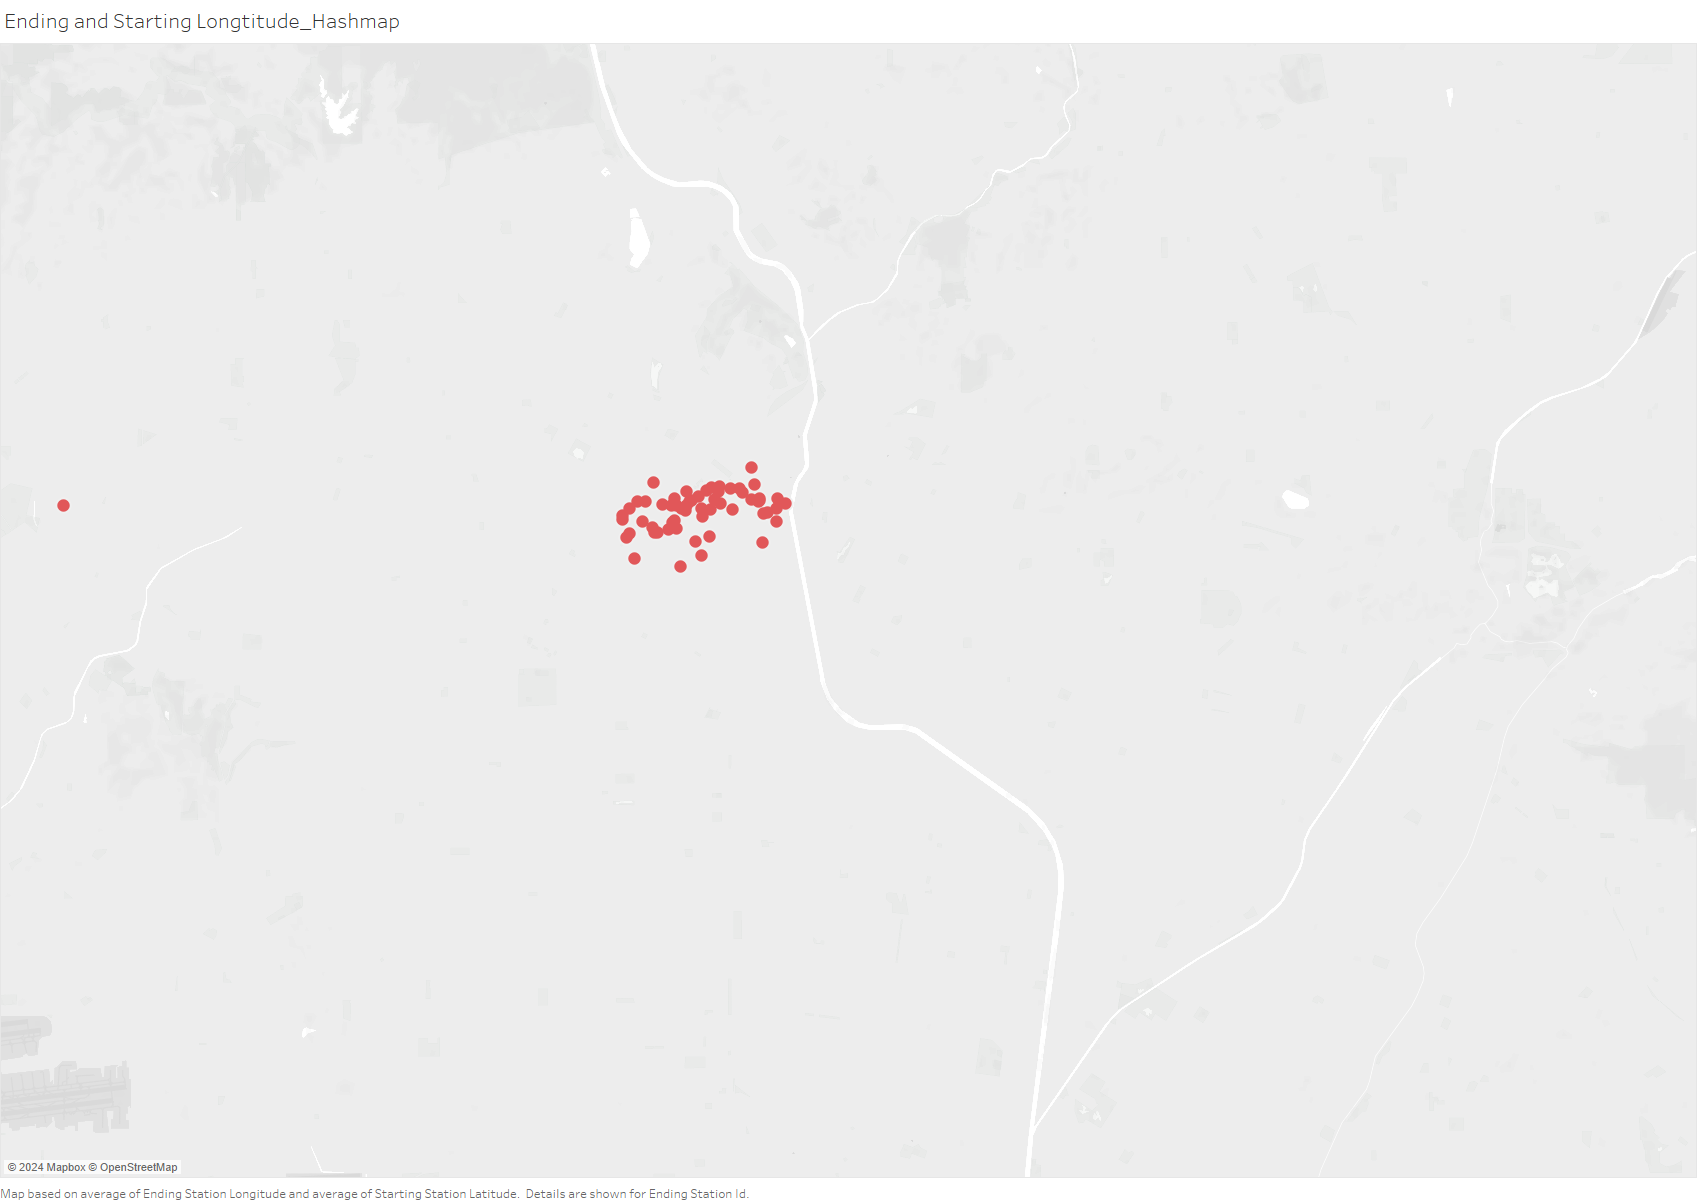 Ending and Starting Longtitude_Hashmap
© 2024 Mapbox © OpenStreetMap
Map based on average of Ending Station Longitude and average of Starting Station Latitude. Details are shown for Ending Station Id.